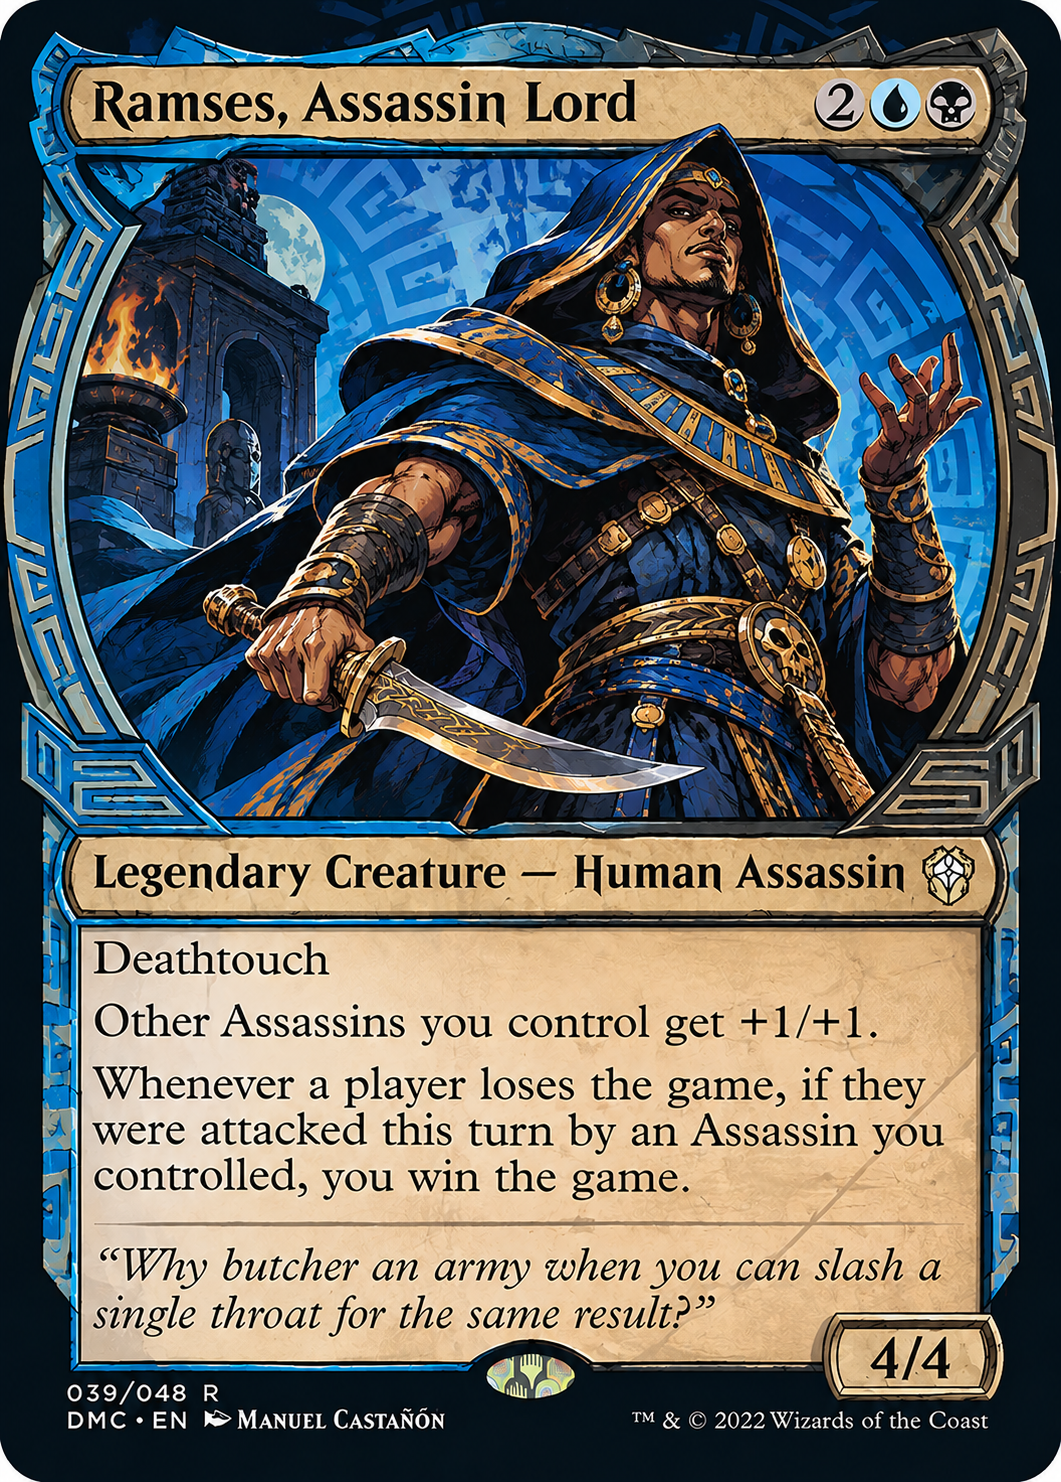 Ramses, Assassin Lord 2
Legendary Creature — Human Assassin
Deathtouch
Other Assassins you control get +1/+1.
Whenever a player loses the game, if they
were attacked this turn by an Assassin you
controlled, you win the game.
“Why butcher an army when you can slash a
single throat for the same result?”
4/4
039/048 R
DMC • EN Manuel Castañón
™ & © 2022 Wizards of the Coast